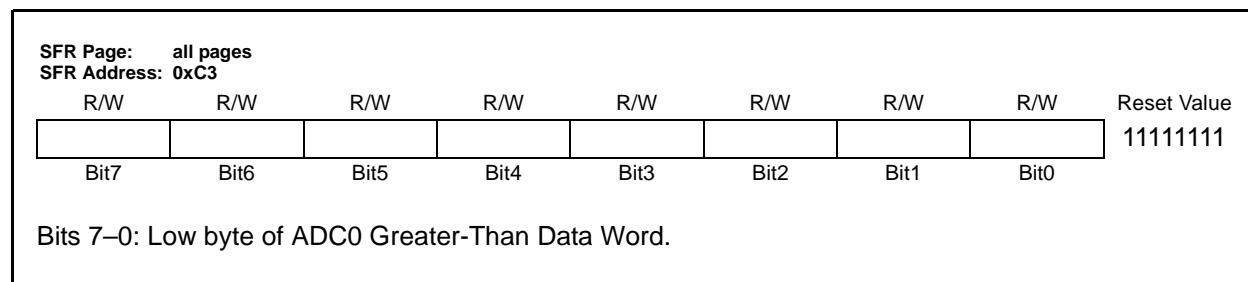 SFR Page: all pages
SFR Address: 0xC3
R/W R/W R/W R/W R/W R/W R/W R/W Reset Value
11111111
Bit7 Bit6 Bit5 Bit4 Bit3 Bit2 Bit1 Bit0
Bits 7–0: Low byte of ADC0 Greater-Than Data Word.